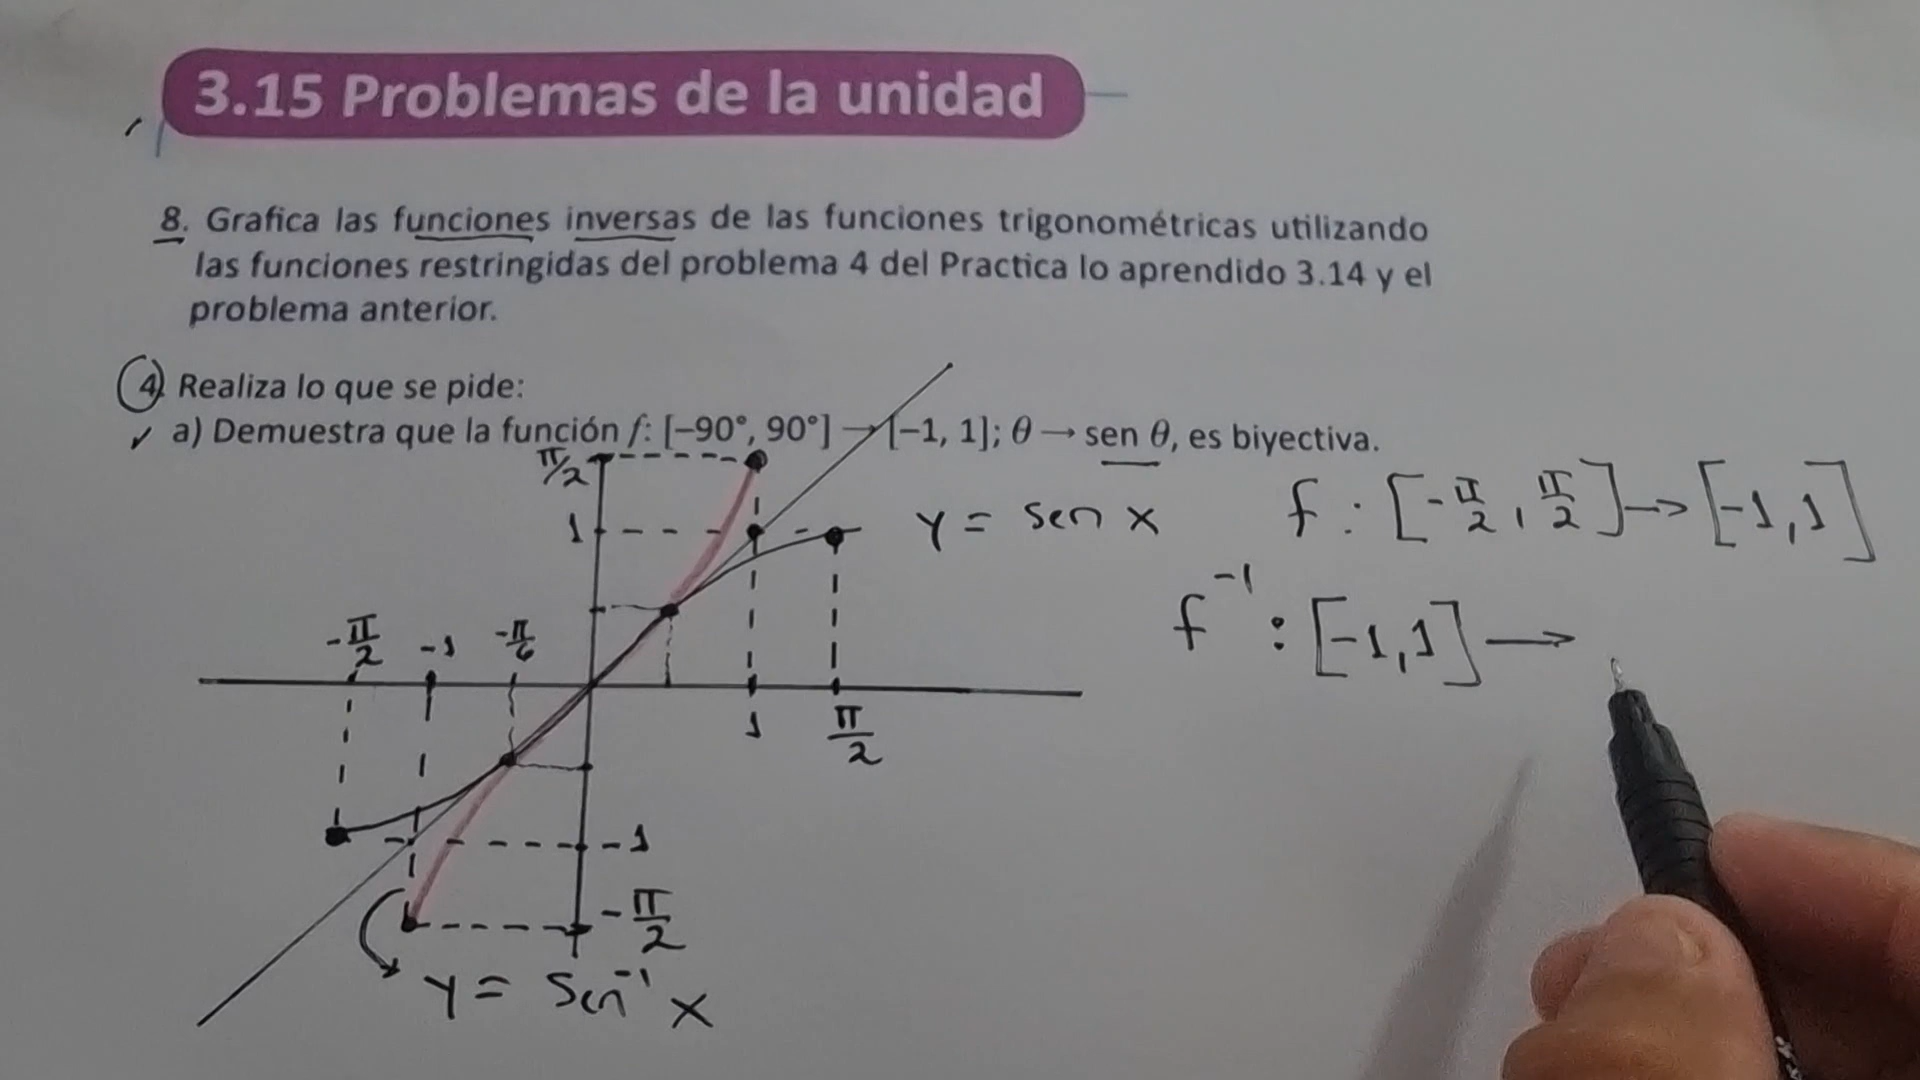 3.15 Problemas de la unidad
8. Grafica las funciones inversas de las funciones trigonométricas utilizando
las funciones restringidas del problema 4 del Practica lo aprendido 3.14 y el
problema anterior.
4. Realiza lo que se pide:
✓ a) Demuestra que la función f: [−90°, 90°] → [−1, 1]; θ → sen θ, es biyectiva.
π/2
1
y = sen x
f : [-π/2, π/2] → [-1, 1]
f⁻¹ : [-1, 1] →
-π/2 -1 -π/6
1 π/2
-1
-π/2
y = Sen⁻¹ x